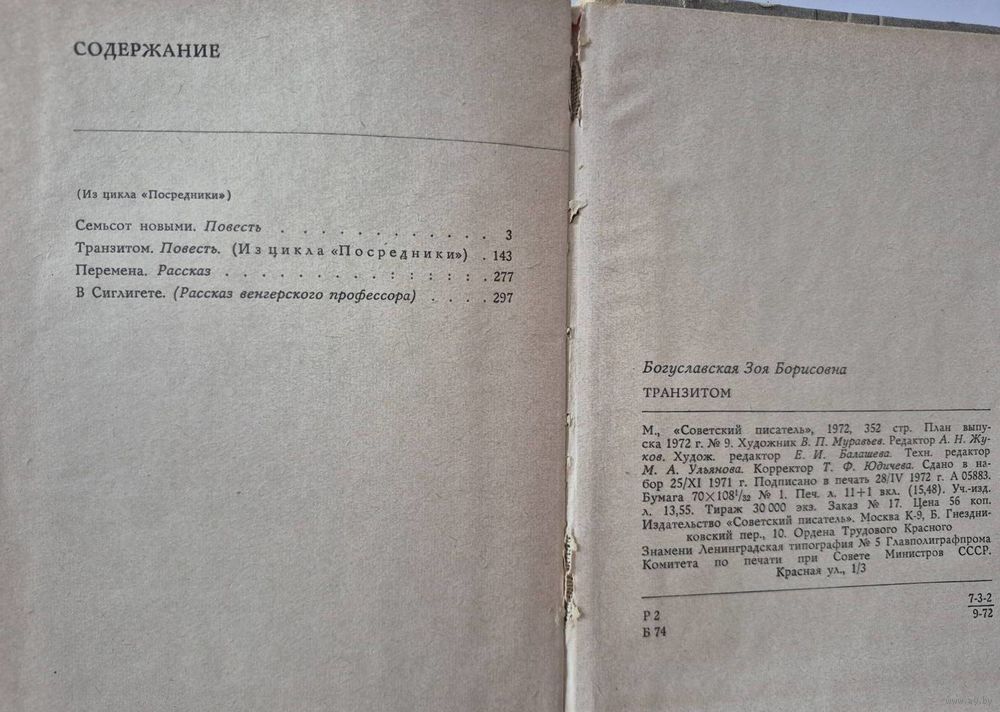 СОДЕРЖАНИЕ
(Из цикла «Посредники»)
Семьсот новыми. Повесть . . . . . . . . . . . . 3
Транзитом. Повесть. (Из цикла «Посредники») . 143
Перемена. Рассказ . . . . . . . . . : : : : . 277
В Сиглигете. (Рассказ венгерского профессора) . . . . 297
Богуславская Зоя Борисовна
ТРАНЗИТОМ
М., «Советский писатель», 1972, 352 стр. План выпу-
ска 1972 г. № 9. Художник В. П. Муравьев. Редактор А. Н. Жу-
ков. Худож. редактор Е. И. Балашева. Техн. редактор
М. А. Ульянова. Корректор Т. Ф. Юдичева. Сдано в на-
бор 25/XI 1971 г. Подписано в печать 28/IV 1972 г. А 05883.
Бумага 70×108¹/₃₂ № 1. Печ. л. 11+1 вкл. (15,48). Уч.-изд.
л. 13,55. Тираж 30 000 экз. Заказ № 17. Цена 56 коп.
Издательство «Советский писатель». Москва К-9, Б. Гнездни-
ковский пер., 10. Ордена Трудового Красного
Знамени Ленинградская типография № 5 Главполиграфпрома
Комитета по печати при Совете Министров СССР.
Красная ул., 1/3
Р 2
Б 74
7-3-2
9-72
www.ay.by